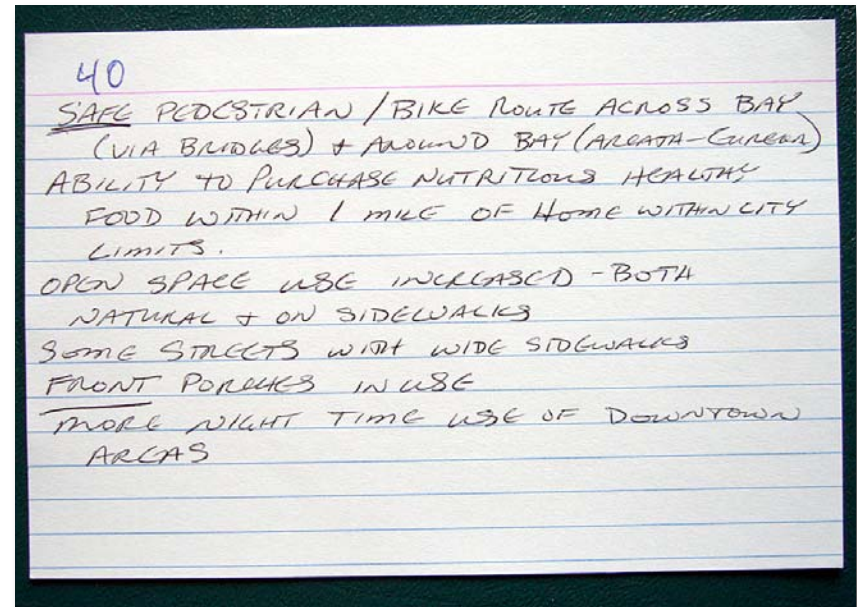 40
SAFE PEDESTRIAN / BIKE ROUTE ACROSS BAY
(VIA BRIDGES) + AROUND BAY (ARCATA-EUREKA)
ABILITY TO PURCHASE NUTRITIOUS HEALTHY
FOOD WITHIN 1 MILE OF HOME WITHIN CITY
LIMITS.
OPEN SPACE USE INCREASED - BOTH
NATURAL + ON SIDEWALKS
SOME STREETS WITH WIDE SIDEWALKS
FRONT PORCHES IN USE
MORE NIGHT TIME USE OF DOWNTOWN
AREAS